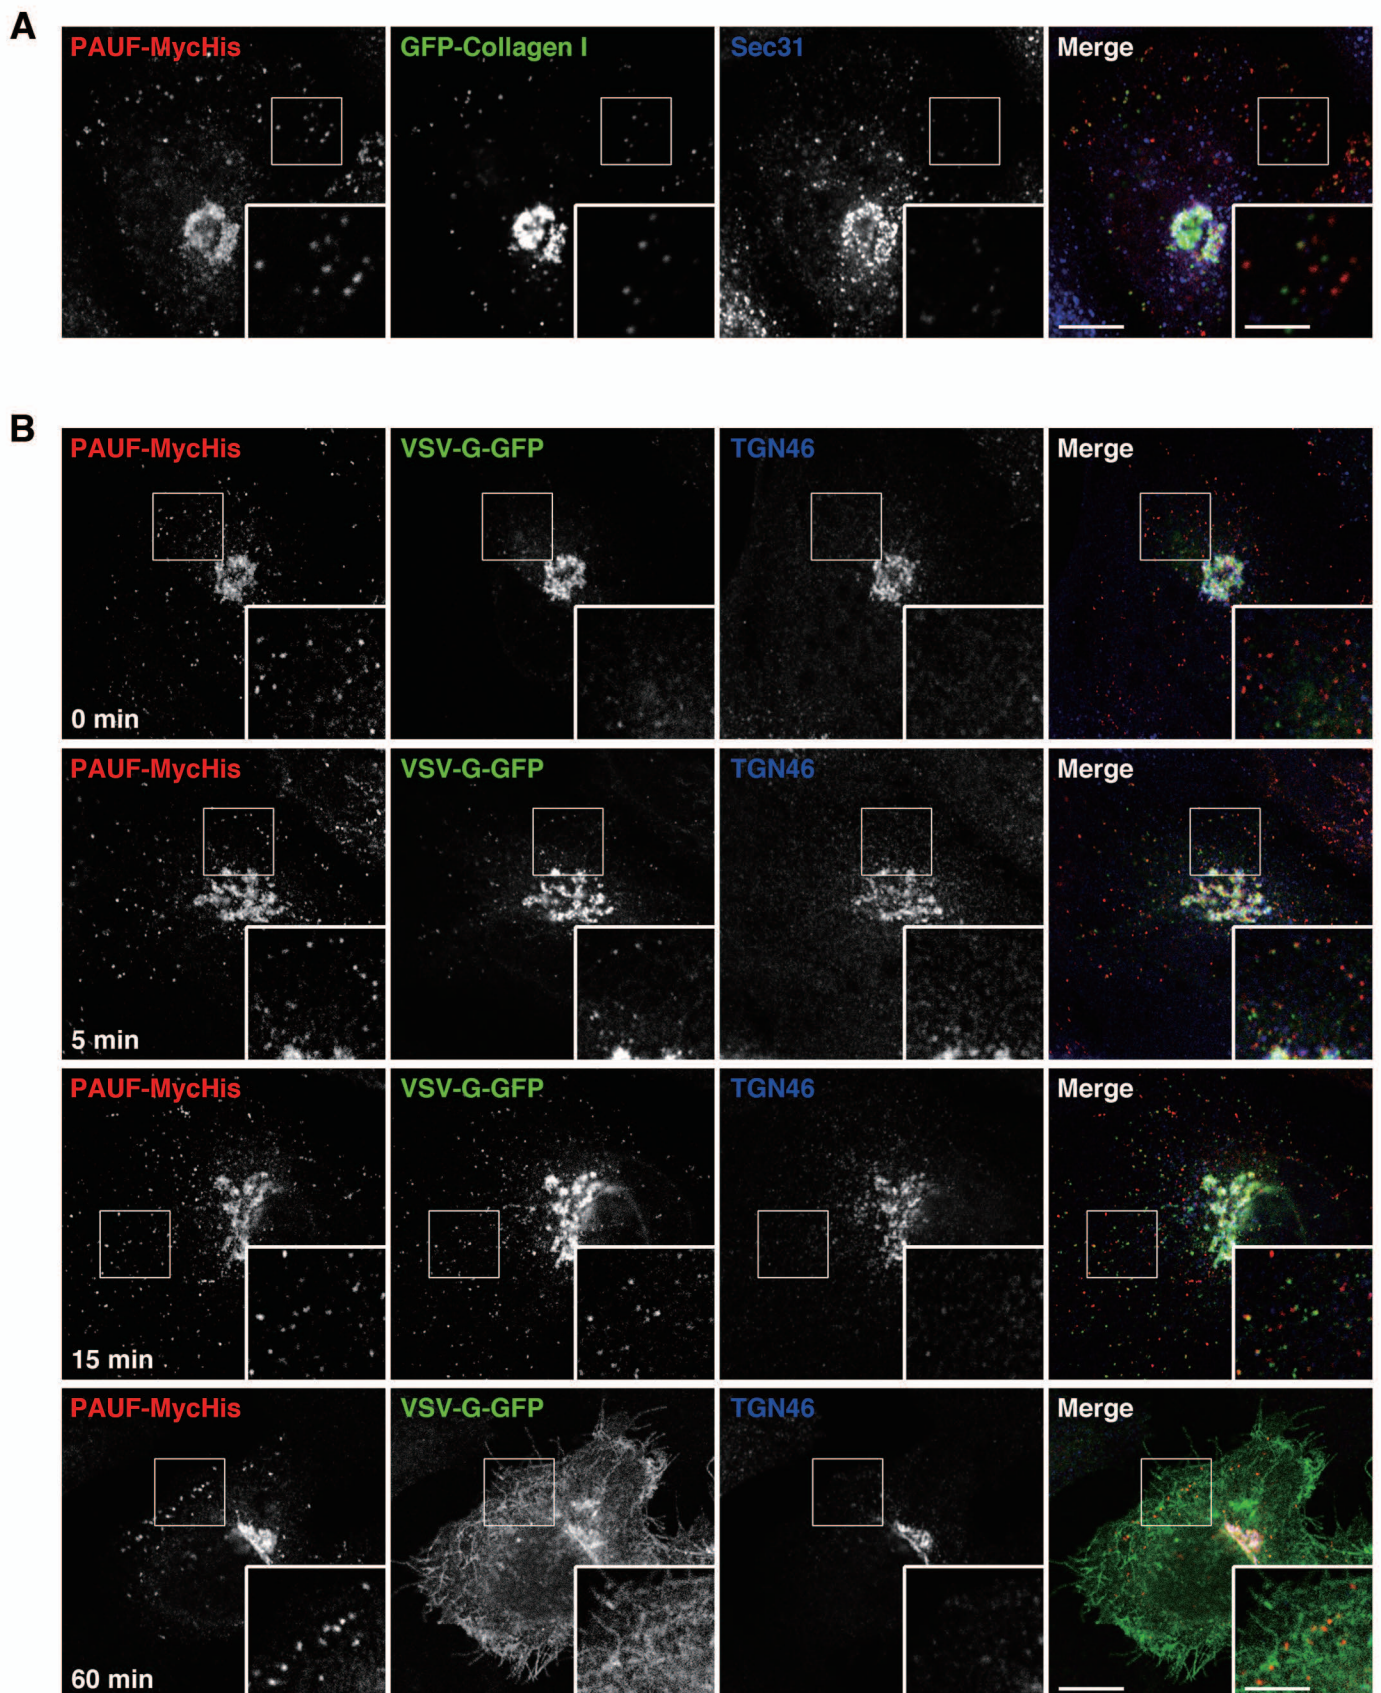 A
PAUF-MycHis GFP-Collagen I Sec31 Merge
B
PAUF-MycHis VSV-G-GFP TGN46 Merge
0 min
PAUF-MycHis VSV-G-GFP TGN46 Merge
5 min
PAUF-MycHis VSV-G-GFP TGN46 Merge
15 min
PAUF-MycHis VSV-G-GFP TGN46 Merge
60 min